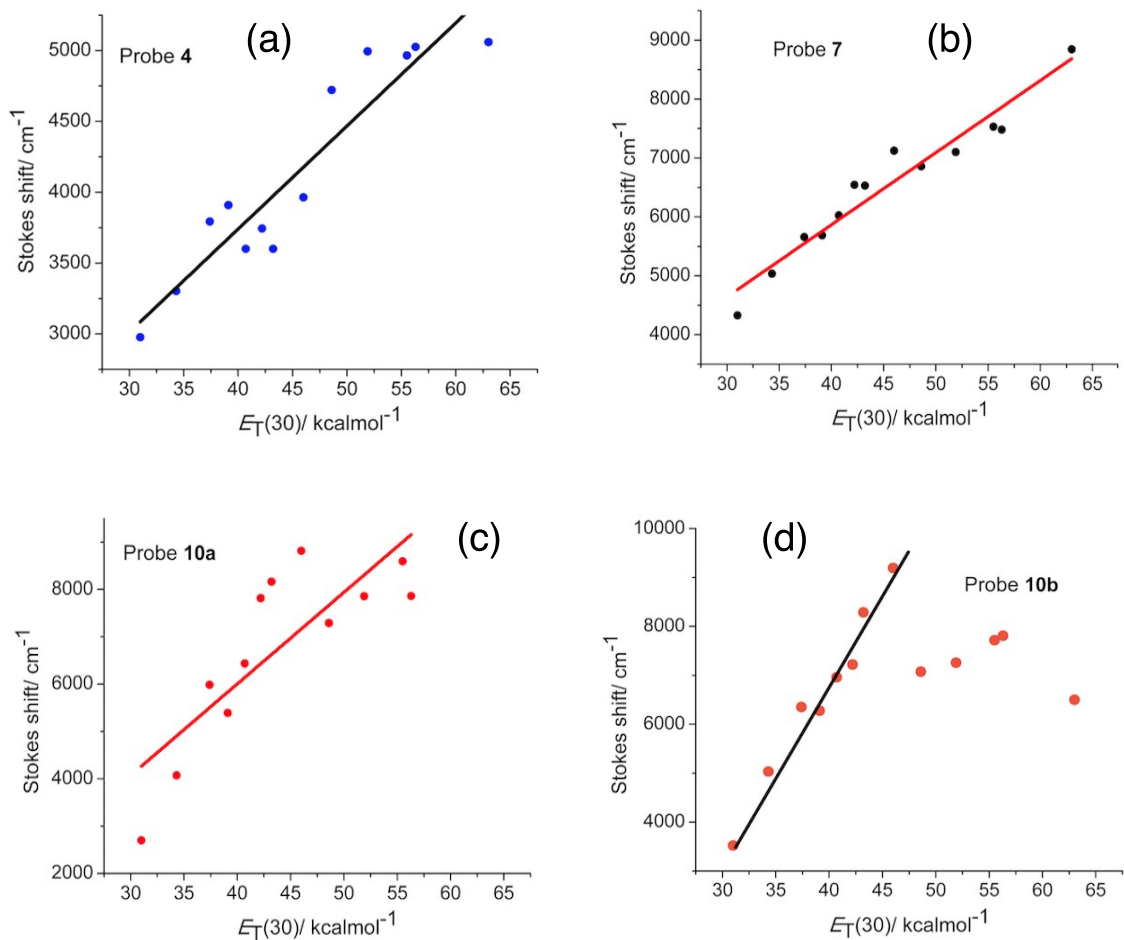 (a)
Probe 4
5000
4500
4000
3500
3000
Stokes shift/ cm-1
30 35 40 45 50 55 60 65
ET(30)/ kcalmol-1
(b)
Probe 7
9000
8000
7000
6000
5000
4000
Stokes shift/ cm-1
30 35 40 45 50 55 60 65
ET(30)/ kcalmol-1
(c)
Probe 10a
8000
6000
4000
2000
Stokes shift/ cm-1
30 35 40 45 50 55 60 65
ET(30)/ kcalmol-1
(d)
Probe 10b
10000
8000
6000
4000
Stokes shift/ cm-1
30 35 40 45 50 55 60 65
ET(30)/ kcalmol-1